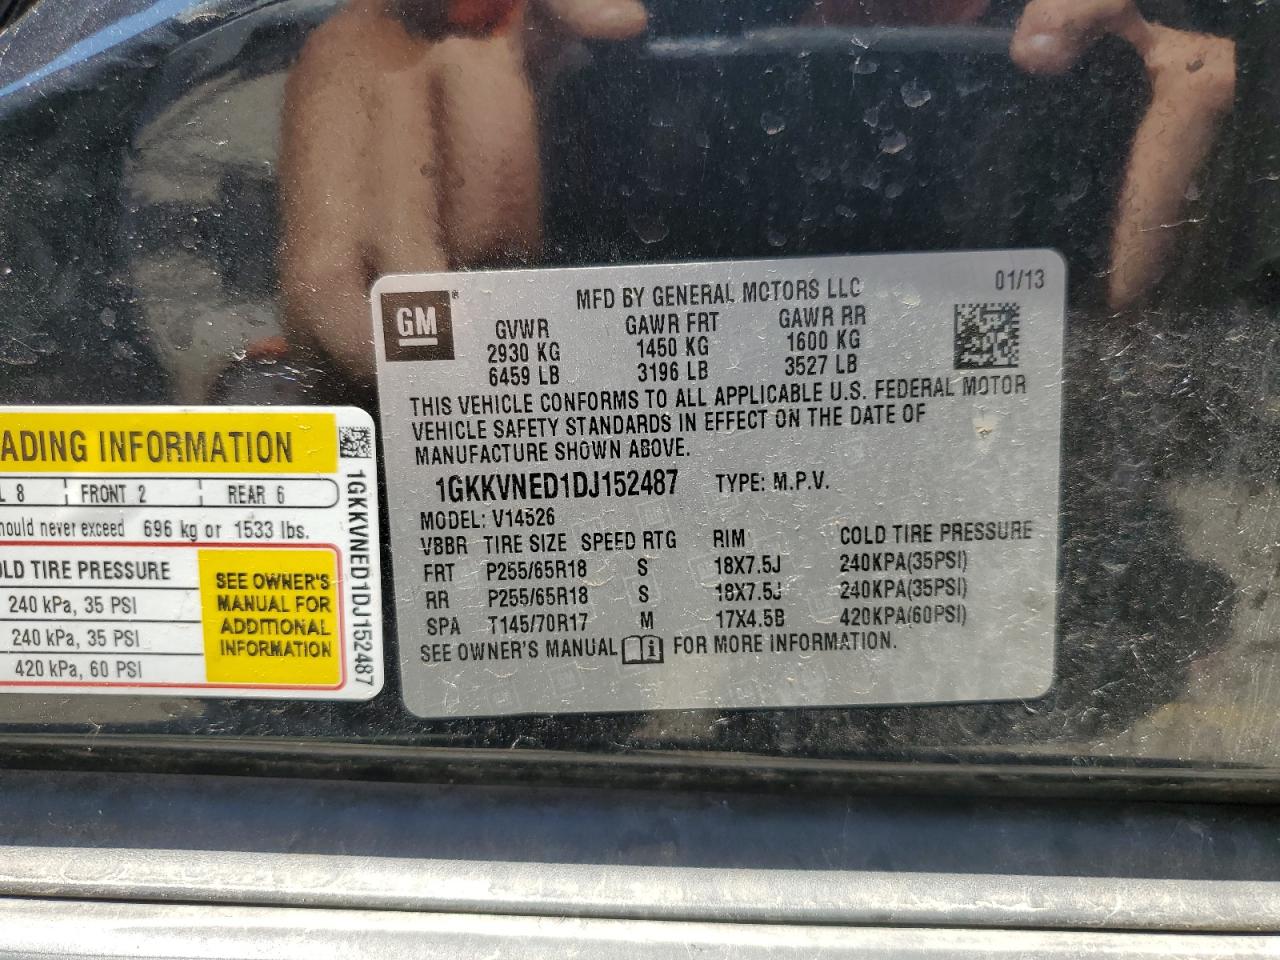 GM®
MFD BY GENERAL MOTORS LLC
01/13
GVWR GAWR FRT GAWR RR
2930 KG 1450 KG 1600 KG
6459 LB 3196 LB 3527 LB
THIS VEHICLE CONFORMS TO ALL APPLICABLE U.S. FEDERAL MOTOR
VEHICLE SAFETY STANDARDS IN EFFECT ON THE DATE OF
MANUFACTURE SHOWN ABOVE.
1GKKVNED1DJ152487 TYPE: M.P.V.
MODEL: V14526
VBBR TIRE SIZE SPEED RTG RIM COLD TIRE PRESSURE
FRT P255/65R18 S 18X7.5J 240KPA(35PSI)
RR P255/65R18 S 18X7.5J 240KPA(35PSI)
SPA T145/70R17 M 17X4.5B 420KPA(60PSI)
SEE OWNER'S MANUAL i FOR MORE INFORMATION.
ADING INFORMATION
L 8 FRONT 2 REAR 6
ould never exceed 696 kg or 1533 lbs.
LD TIRE PRESSURE
240 kPa, 35 PSI
240 kPa, 35 PSI
420 kPa, 60 PSI
SEE OWNER'S
MANUAL FOR
ADDITIONAL
INFORMATION
1GKKVNED1DJ152487